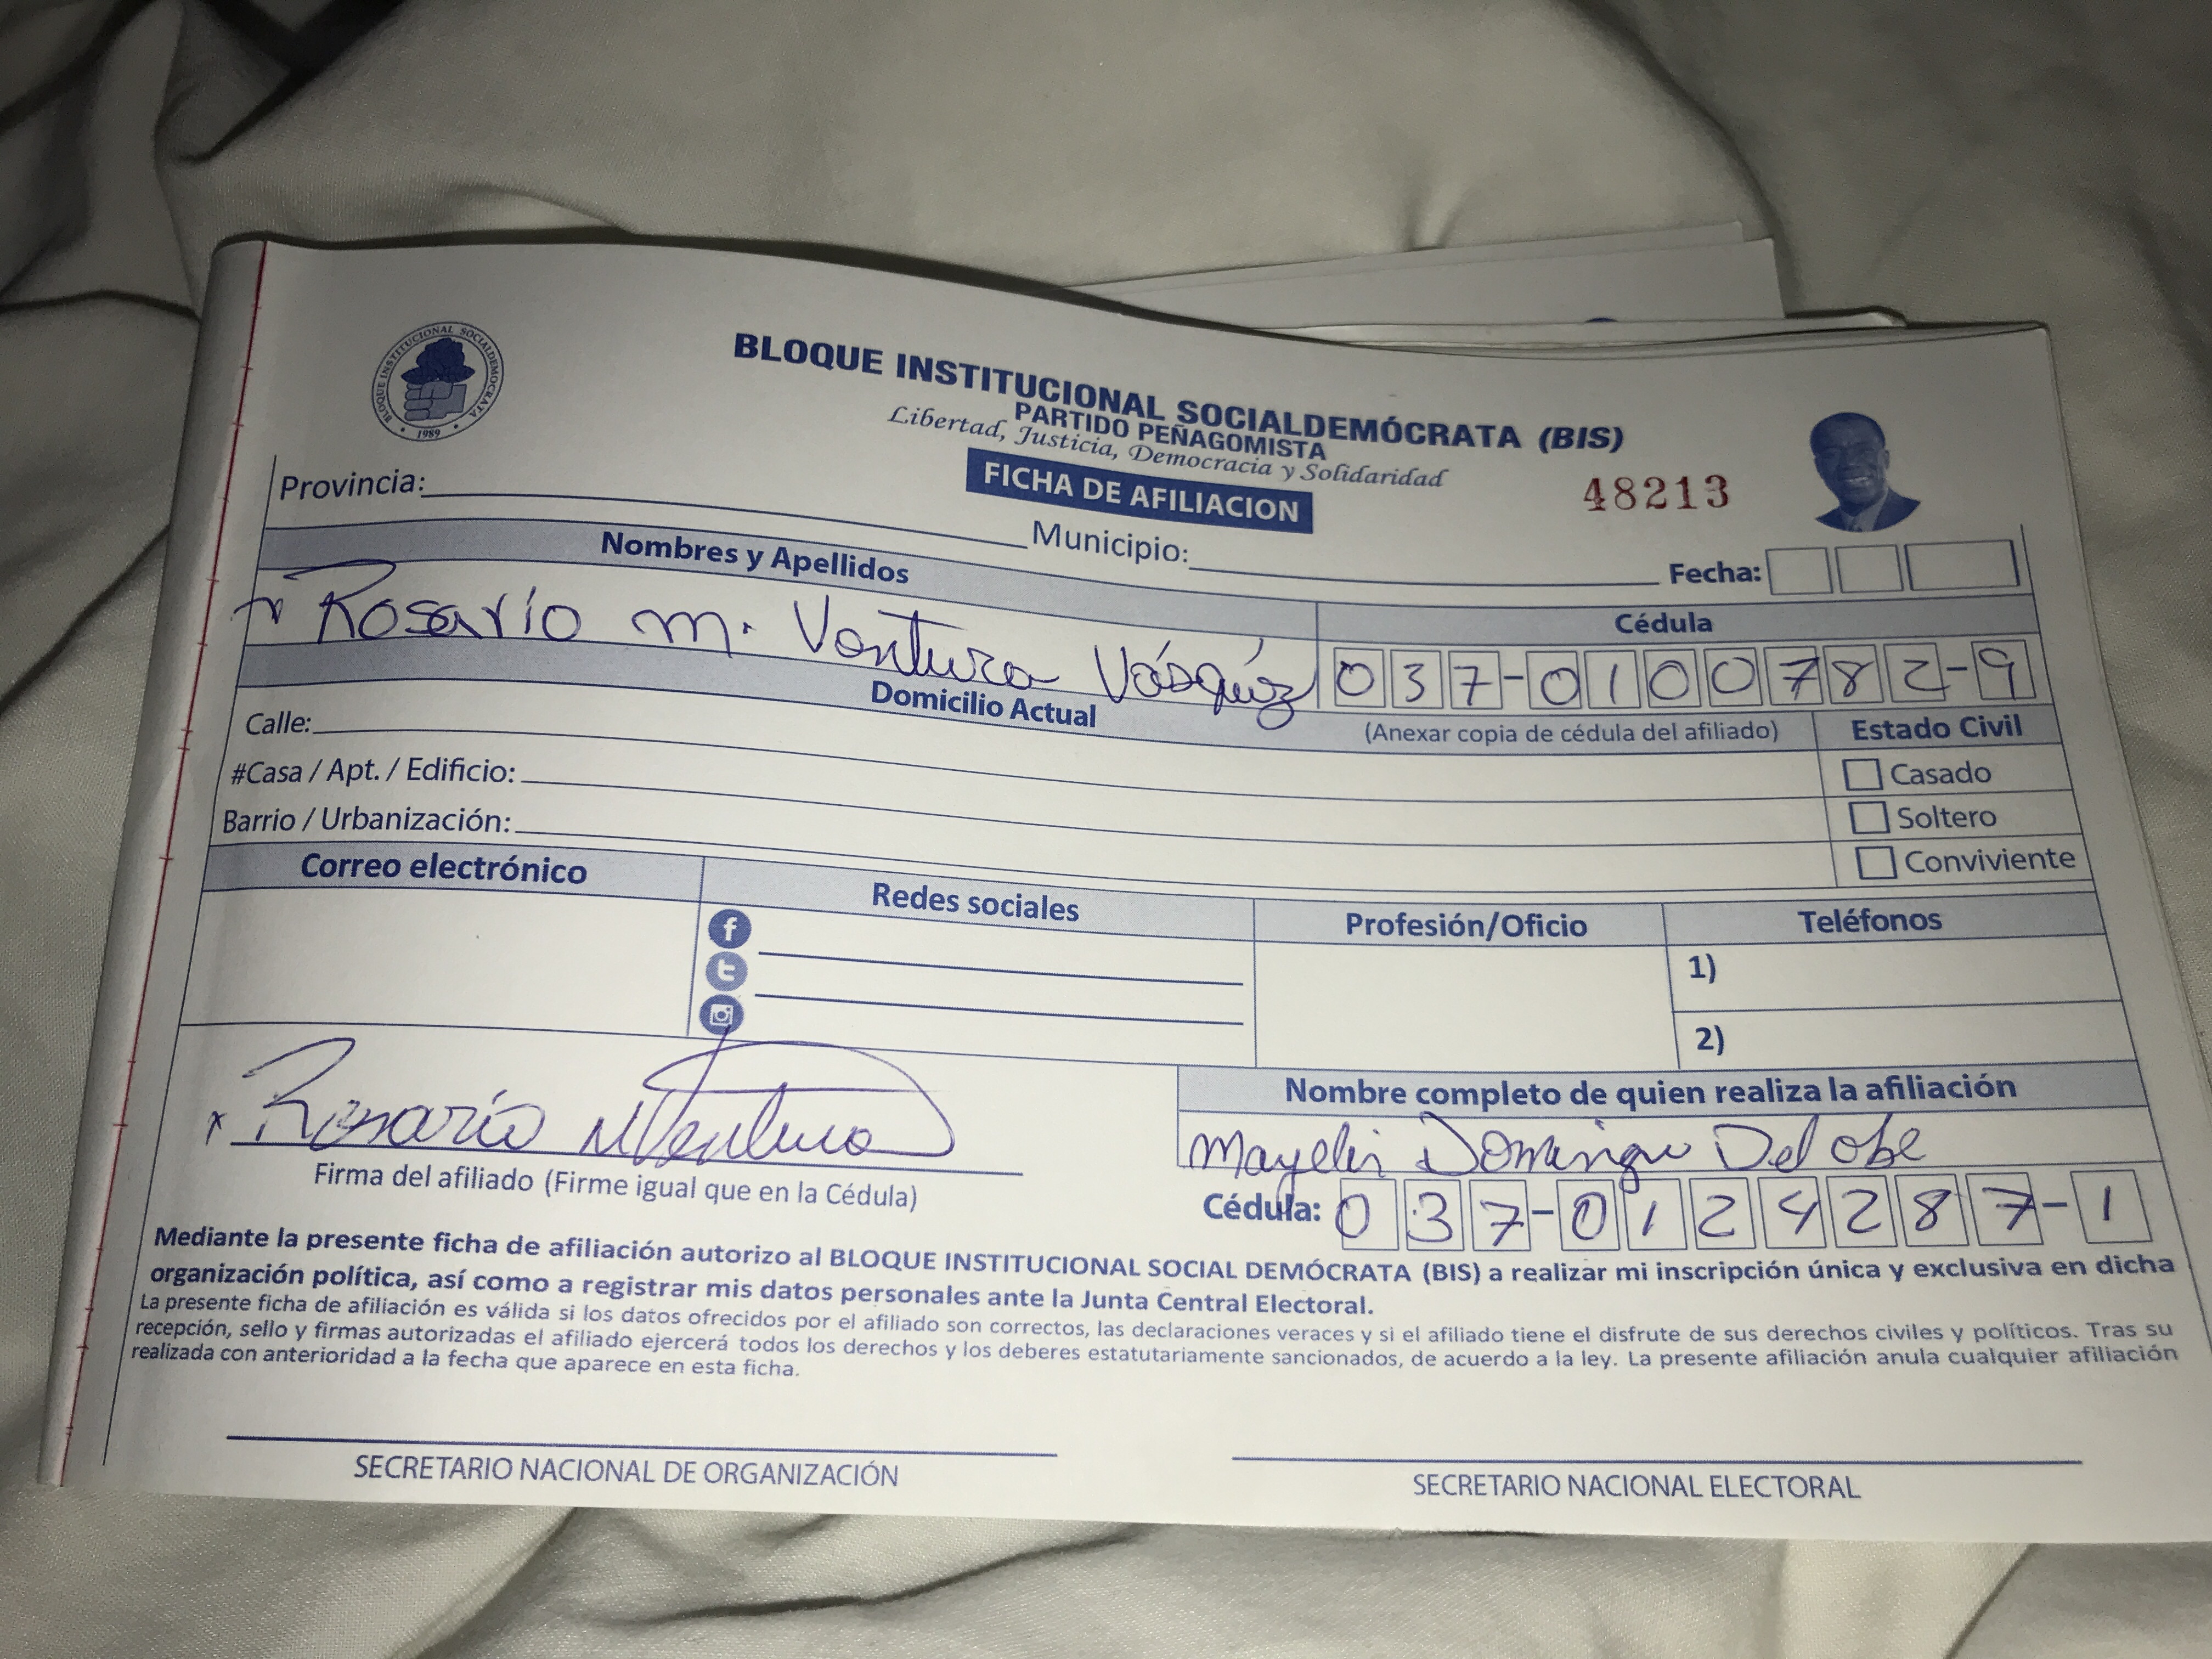 BLOQUE INSTITUCIONAL SOCIALDEMOCRATA
1989
BLOQUE INSTITUCIONAL SOCIALDEMÓCRATA (BIS)
PARTIDO PEÑAGOMISTA
Libertad, Justicia, Democracia y Solidaridad
FICHA DE AFILIACION
48213
Provincia: Municipio: Fecha:
Nombres y Apellidos Cédula
x Rosario M. Ventura Vásquez 037-0100782-9
Domicilio Actual (Anexar copia de cédula del afiliado) Estado Civil
Calle: Casado
#Casa / Apt. / Edificio: Soltero
Barrio / Urbanización: Conviviente
Correo electrónico Redes sociales Profesión/Oficio Teléfonos
1)
2)
Nombre completo de quien realiza la afiliación
x Rosario M Ventura
Mayelin Domingu Del Obe
Firma del afiliado (Firme igual que en la Cédula)
Cédula: 037-0124287-1
Mediante la presente ficha de afiliación autorizo al BLOQUE INSTITUCIONAL SOCIAL DEMÓCRATA (BIS) a realizar mi inscripción única y exclusiva en dicha
organización política, así como a registrar mis datos personales ante la Junta Central Electoral.
La presente ficha de afiliación es válida si los datos ofrecidos por el afiliado son correctos, las declaraciones veraces y si el afiliado tiene el disfrute de sus derechos civiles y políticos. Tras su
recepción, sello y firmas autorizadas el afiliado ejercerá todos los derechos y los deberes estatutariamente sancionados, de acuerdo a la ley. La presente afiliación anula cualquier afiliación
realizada con anterioridad a la fecha que aparece en esta ficha.
SECRETARIO NACIONAL DE ORGANIZACIÓN
SECRETARIO NACIONAL ELECTORAL